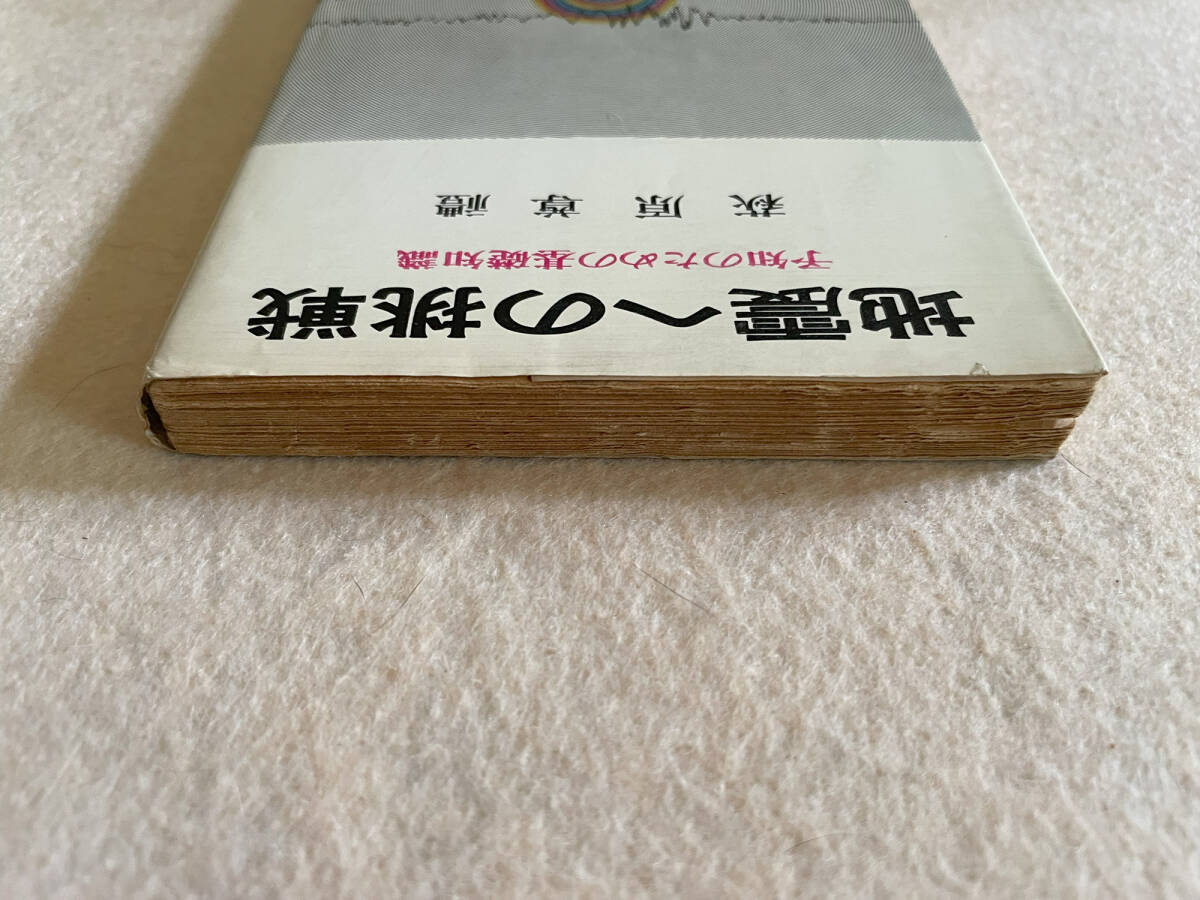 地震への挑戦
予知のための基礎知識
萩原尊禮